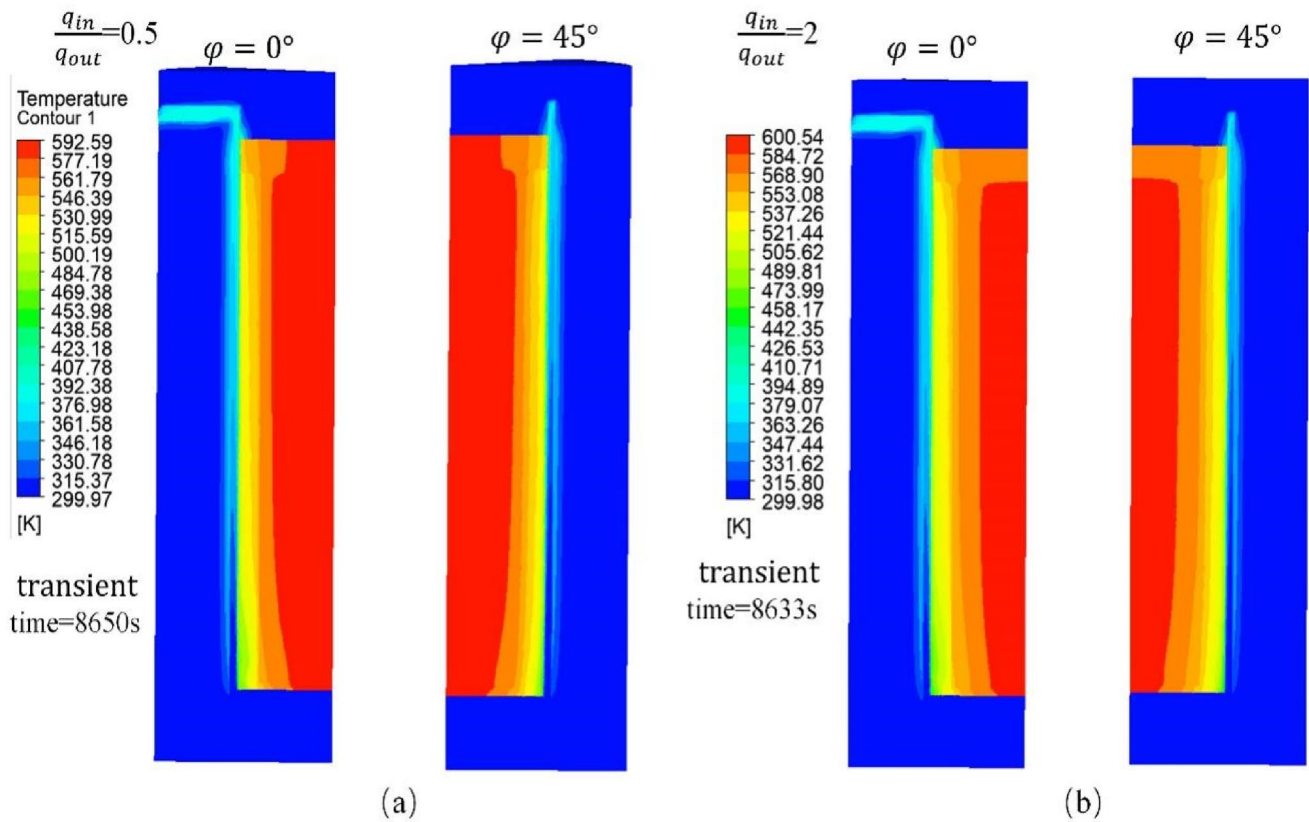 q_in/q_out=0.5
φ = 0°
φ = 45°
Temperature
Contour 1
592.59
577.19
561.79
546.39
530.99
515.59
500.19
484.78
469.38
453.98
438.58
423.18
407.78
392.38
376.98
361.58
346.18
330.78
315.37
299.97
[K]
transient
time=8650s
(a)
q_in/q_out=2
φ = 0°
φ = 45°
600.54
584.72
568.90
553.08
537.26
521.44
505.62
489.81
473.99
458.17
442.35
426.53
410.71
394.89
379.07
363.26
347.44
331.62
315.80
299.98
[K]
transient
time=8633s
(b)